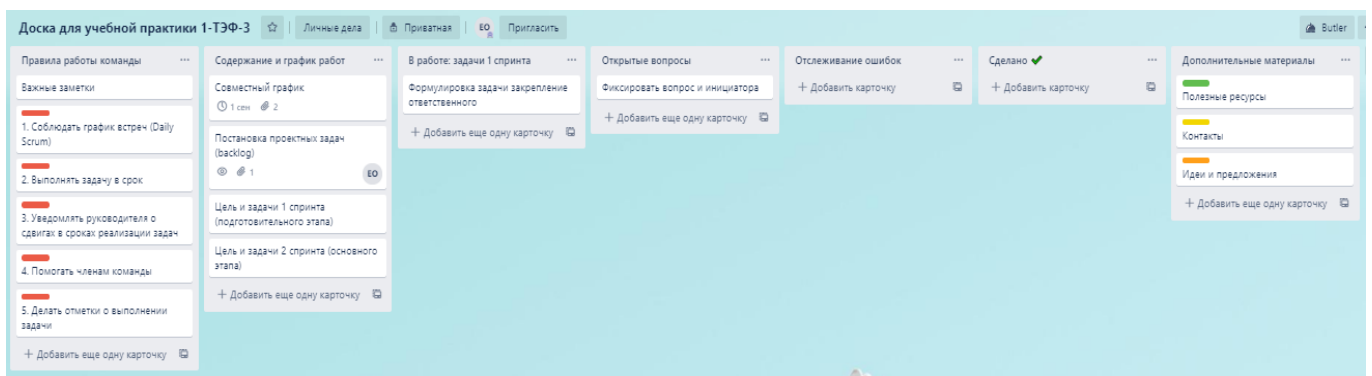 Доска для учебной практики 1-ТЭФ-3
Личные дела
Приватная
ЕО
Пригласить
Butler
Правила работы команды
Важные заметки
1. Соблюдать график встреч (Daily
Scrum)
2. Выполнять задачу в срок
3. Уведомлять руководителя о
сдвигах в сроках реализации задач
4. Помогать членам команды
5. Делать отметки о выполнении
задачи
+ Добавить еще одну карточку
Содержание и график работ
Совместный график
1 сен
2
Постановка проектных задач
(backlog)
1
ЕО
Цель и задачи 1 спринта
(подготовительного этапа)
Цель и задачи 2 спринта (основного
этапа)
+ Добавить еще одну карточку
В работе: задачи 1 спринта
Формулировка задачи закрепление
ответственного
+ Добавить еще одну карточку
Открытые вопросы
Фиксировать вопрос и инициатора
+ Добавить еще одну карточку
Отслеживание ошибок
+ Добавить карточку
Сделано ✔
+ Добавить карточку
Дополнительные материалы
Полезные ресурсы
Контакты
Идеи и предложения
+ Добавить еще одну карточку